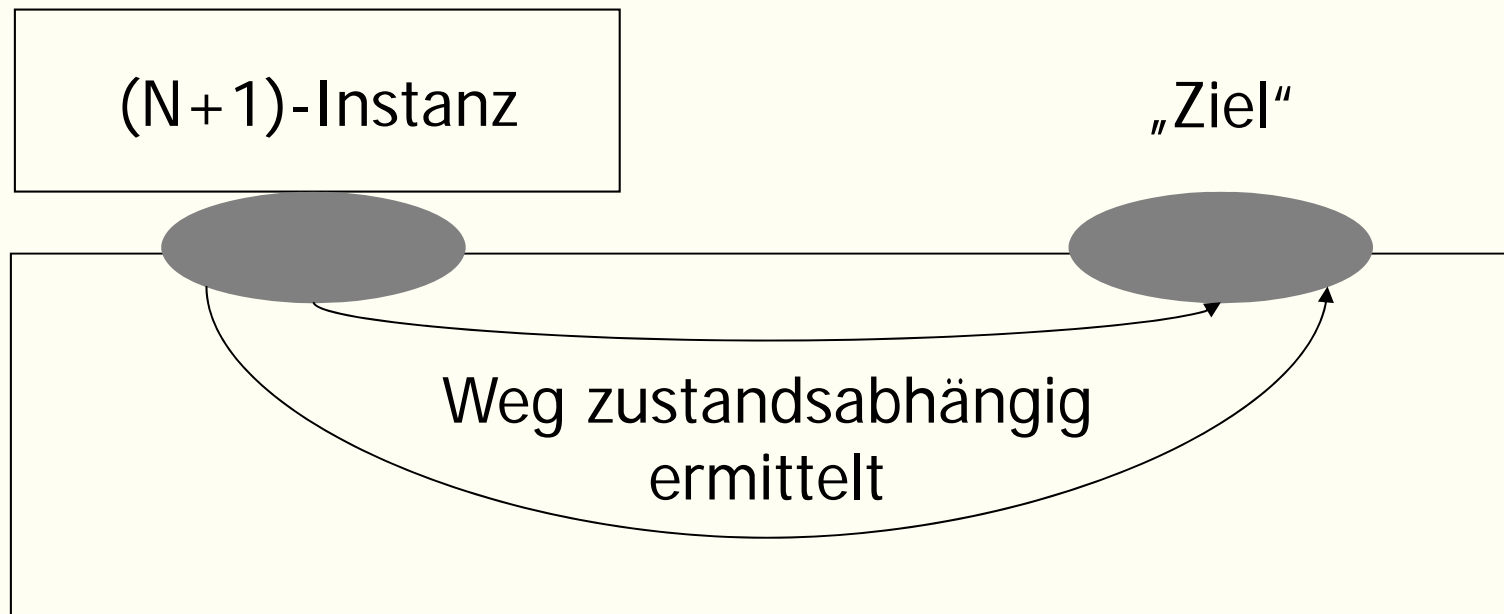 (N+1)-Instanz
„Ziel“
Weg zustandsabhängig
ermittelt